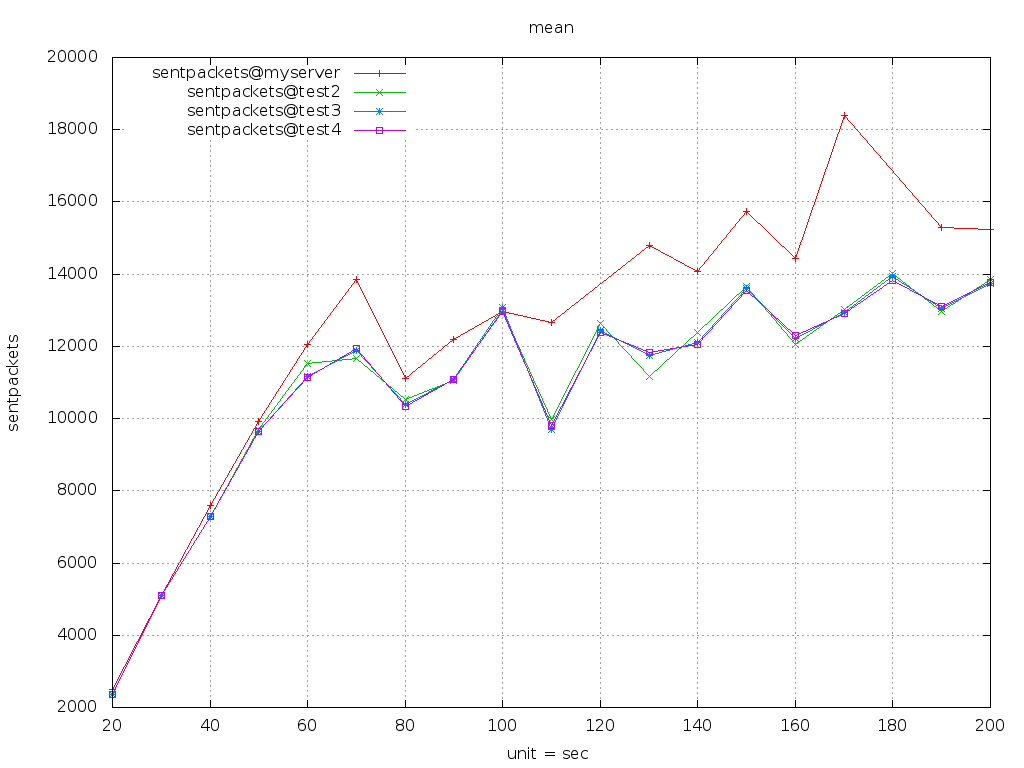 mean
20000
18000
16000
14000
12000
10000
8000
6000
4000
2000
sentpackets
sentpackets@myserver
sentpackets@test2
sentpackets@test3
sentpackets@test4
20 40 60 80 100 120 140 160 180 200
unit = sec